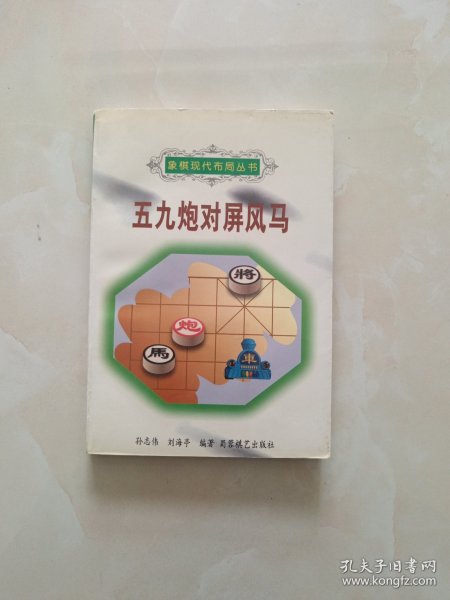 象棋现代布局丛书
五九炮对屏风马
將
炮
馬
車
孙志伟 刘海亭 编著 蜀蓉棋艺出版社
孔夫子旧书网
www.kongfz.com